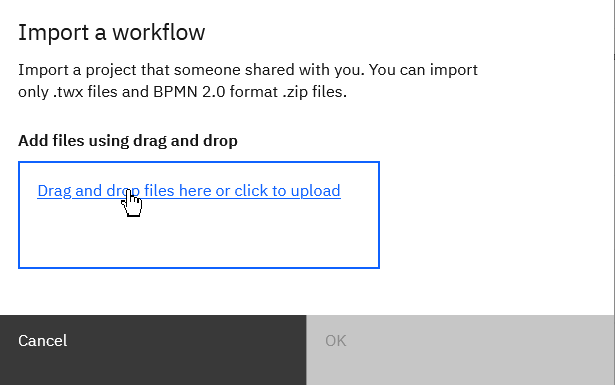 Import a workflow
Import a project that someone shared with you. You can import
only .twx files and BPMN 2.0 format .zip files.
Add files using drag and drop
Drag and drop files here or click to upload
Cancel
OK